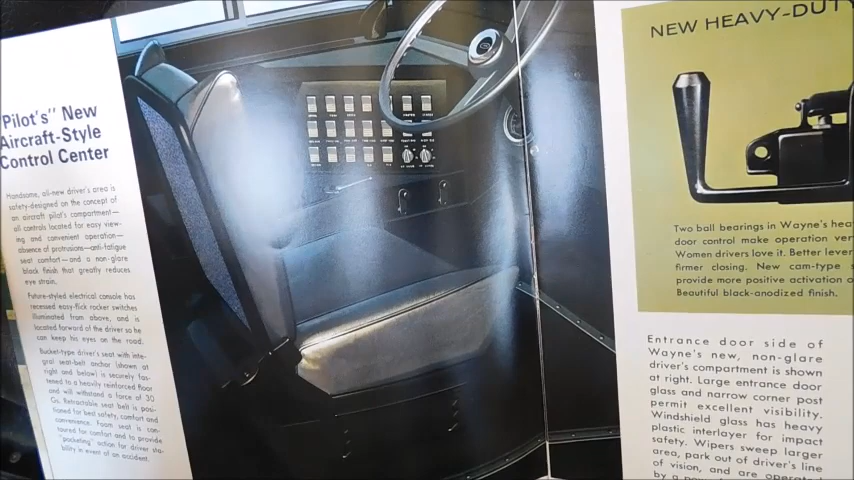 Pilot's" New
Aircraft-Style
Control Center
Handsome, all-new driver's area is
safety-designed on the concept of
an aircraft pilot's compartment—
all controls located for easy view-
ing and convenient operation—
absence of protrusions—anti-fatigue
seat comfort—and a non-glare
black finish that greatly reduces
eye strain.
Future-styled electrical console has
recessed easy-flick rocker switches
illuminated from above, and is
located forward of the driver so he
can keep his eyes on the road.
Bucket-type driver's seat with inte-
gral seat-belt anchor (shown at
right and below) is securely fas-
tened to a heavily reinforced floor
and will withstand a force of 30
Gs. Retractable seat belt is posi-
tioned for best safety, comfort and
convenience. Foam seat is con-
toured for comfort and to provide
"pocketing" action for driver sta-
bility in event of an accident.
NEW HEAVY-DUT
Two ball bearings in Wayne's hea
door control make operation ver
Women drivers love it. Better lever
firmer closing. New cam-type s
provide more positive activation o
Beautiful black-anodized finish.
Entrance door side of
Wayne's new, non-glare
driver's compartment is shown
at right. Large entrance door
glass and narrow corner post
permit excellent visibility.
Windshield glass has heavy
plastic interlayer for impact
safety. Wipers sweep larger
area, park out of driver's line
of vision, and are operated